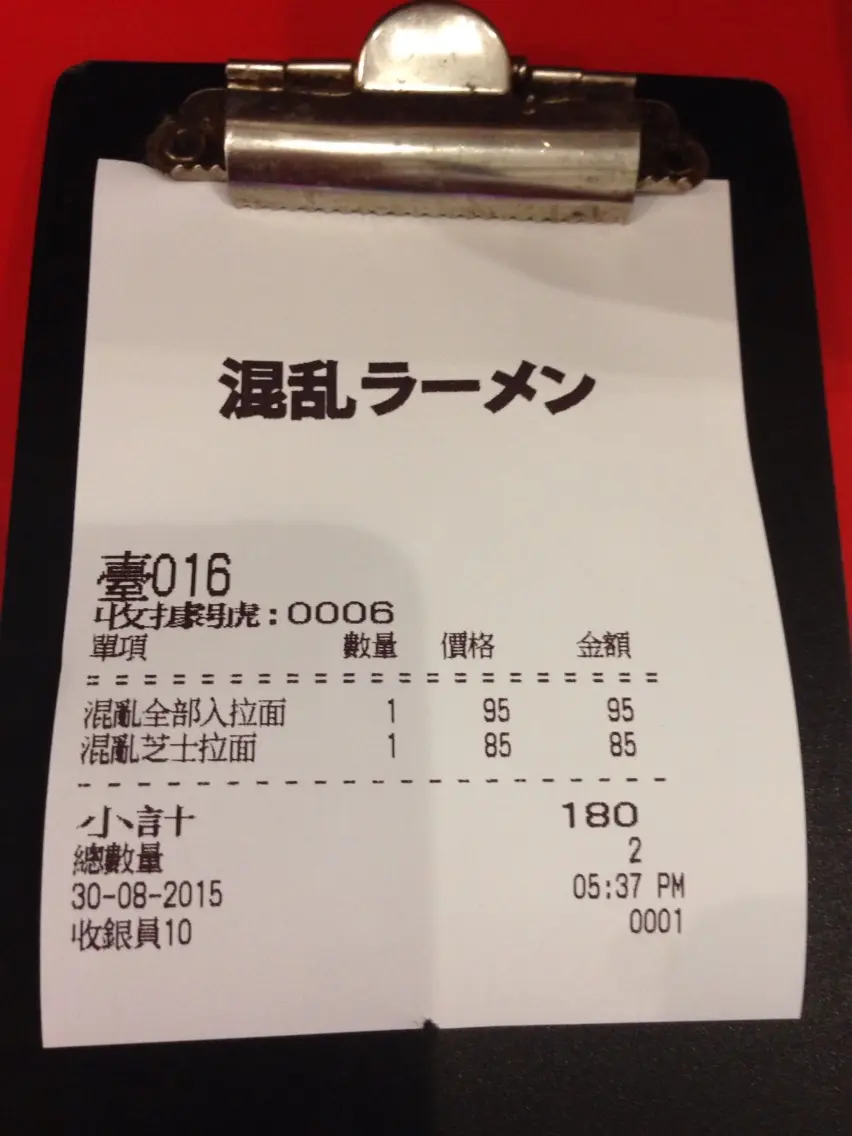 混乱ラーメン
臺016
收據號:0006
單項 數量 價格 金額
混亂全部入拉面 1 95 95
混亂芝士拉面 1 85 85
小計 180
總數量 2
30-08-2015 05:37 PM
收銀員10 0001